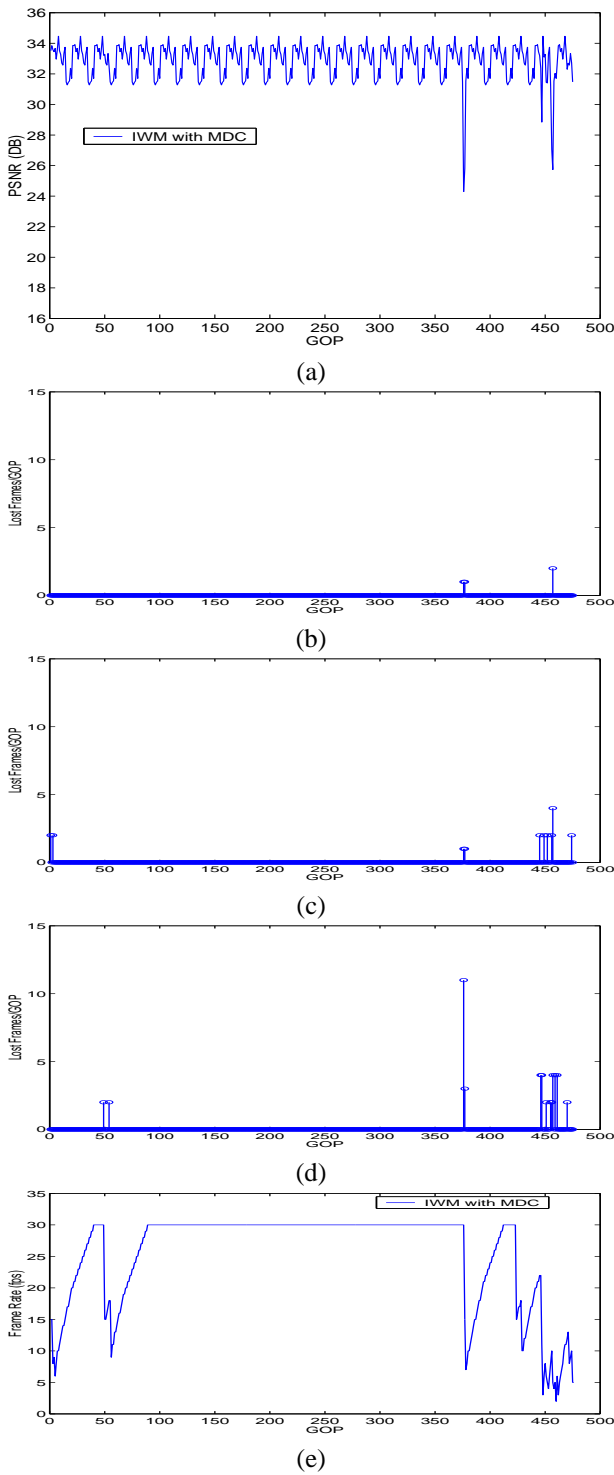 36
34
32
30
28
26
24
22
20
18
16
PSNR (DB)
IWM with MDC
0 50 100 150 200 250 300 350 400 450 500
GOP
(a)
15
10
5
0
Lost Frames/GOP
0 50 100 150 200 250 300 350 400 450 500
GOP
(b)
15
10
5
0
Lost Frames/GOP
0 50 100 150 200 250 300 350 400 450 500
GOP
(c)
15
10
5
0
Lost Frames/GOP
0 50 100 150 200 250 300 350 400 450 500
GOP
(d)
35
30
25
20
15
10
5
0
Frame Rate (fps)
IWM with MDC
0 50 100 150 200 250 300 350 400 450 500
GOP
(e)